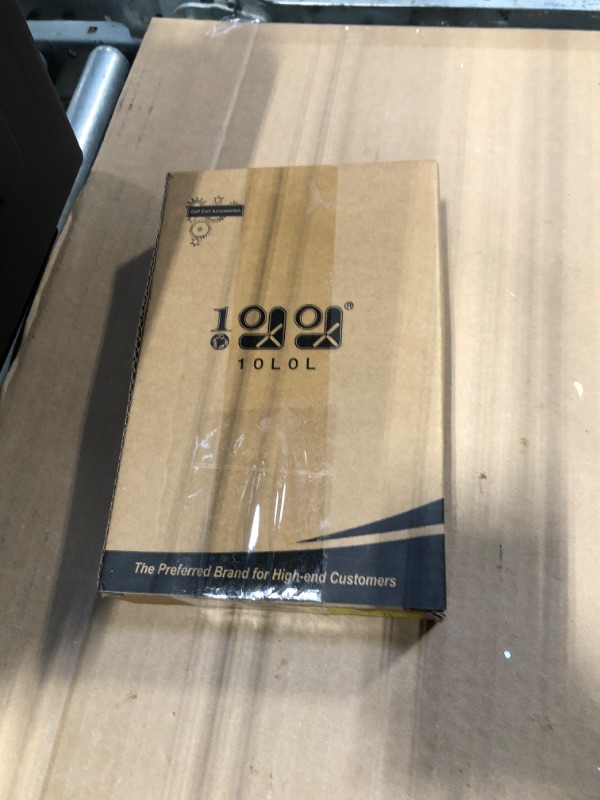 Golf Cart Accessories
10L0L
The Preferred Brand for High-end Customers